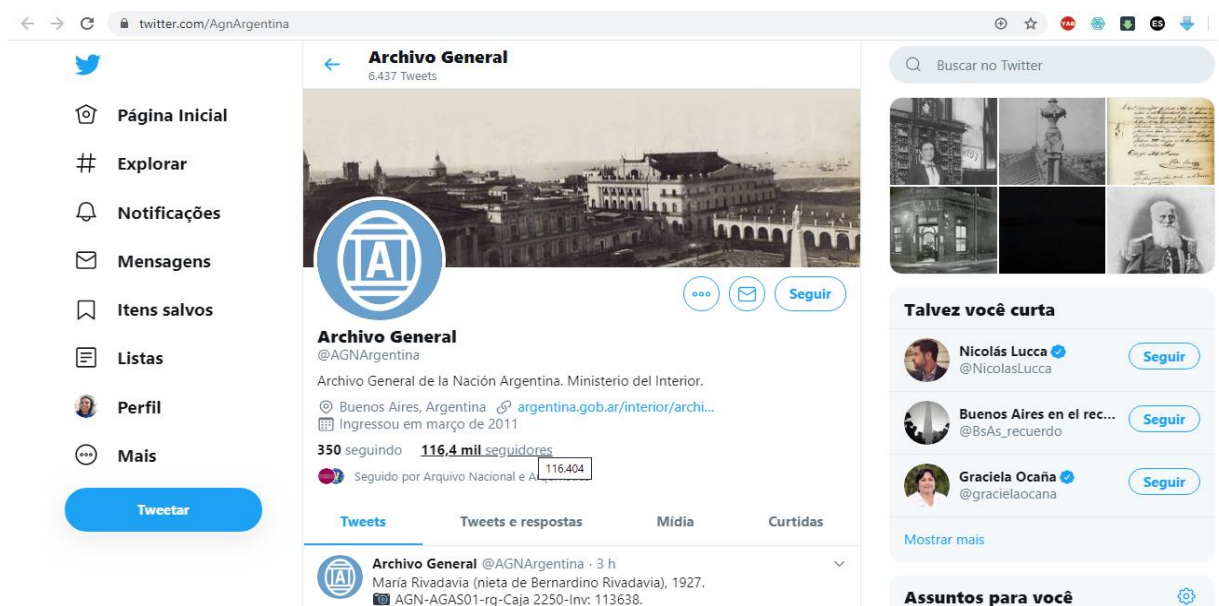 twitter.com/AgnArgentina
YAB
ES
Página Inicial
Explorar
Notificações
Mensagens
Itens salvos
Listas
Perfil
Mais
Tweetar
Archivo General
6.437 Tweets
A
Seguir
Archivo General
@AGNArgentina
Archivo General de la Nación Argentina. Ministerio del Interior.
Buenos Aires, Argentina argentina.gob.ar/interior/archi...
Ingressou em março de 2011
350 seguindo 116,4 mil seguidores
116.404
Seguido por Arquivo Nacional e
Tweets Tweets e respostas Mídia Curtidas
Archivo General @AGNArgentina · 3 h
María Rivadavia (nieta de Bernardino Rivadavia), 1927.
AGN-AGAS01-rg-Caja 2250-Inv: 113638.
Buscar no Twitter
Talvez você curta
Nicolás Lucca
@NicolasLucca
Seguir
Buenos Aires en el rec...
@BsAs_recuerdo
Seguir
Graciela Ocaña
@gracielaocana
Seguir
Mostrar mais
Assuntos para você